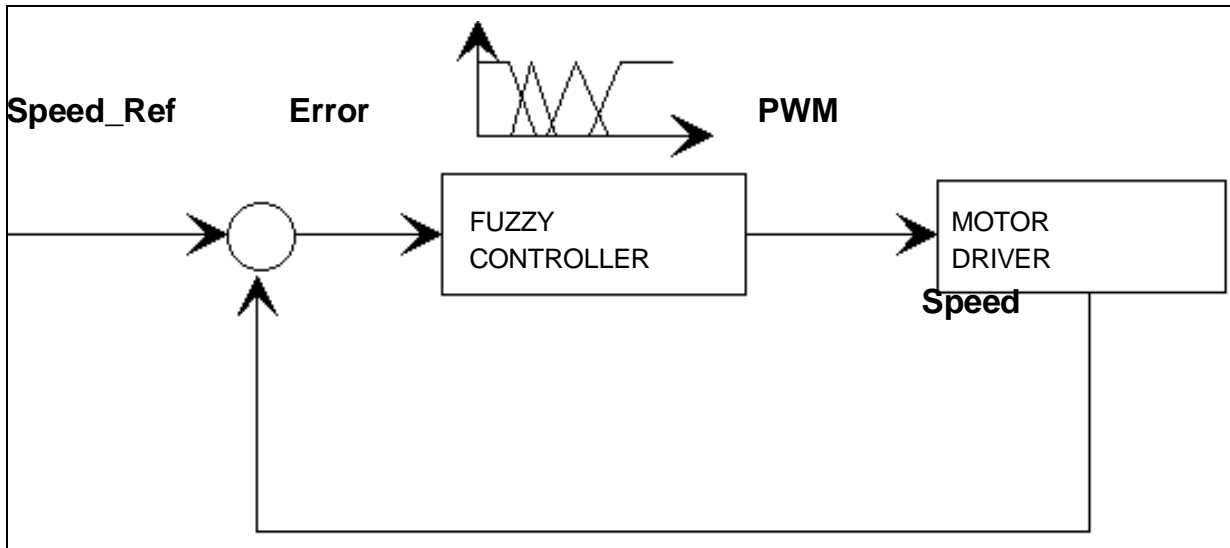 Speed_Ref
Error
PWM
FUZZY
CONTROLLER
MOTOR
DRIVER
Speed